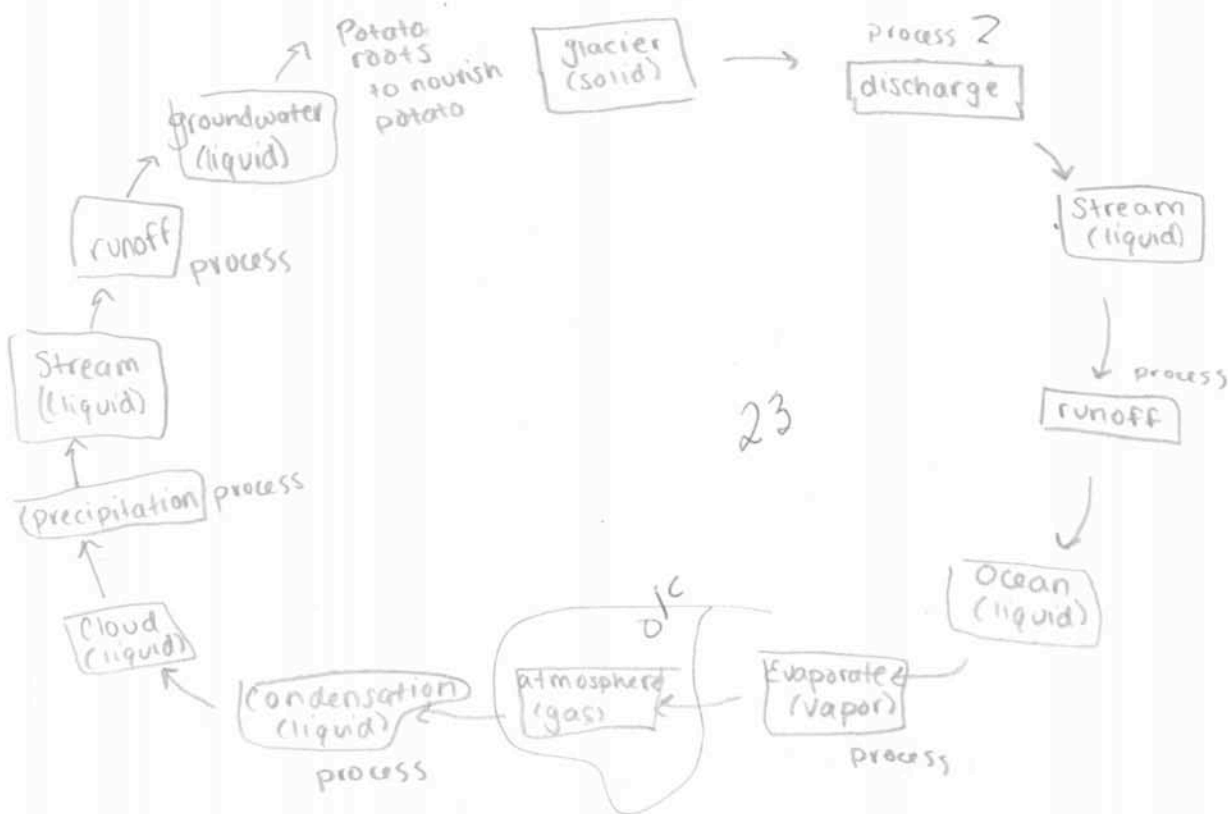 glacier
(solid)
process ?
discharge
Stream
(liquid)
process
runoff
Ocean
(liquid)
Evaporate
(vapor)
process
atmosphere
(gas)
Condensation
(liquid)
process
Cloud
(liquid)
precipitation
process
Stream
(liquid)
runoff
process
groundwater
(liquid)
Potato
roots
to nourish
potato
23